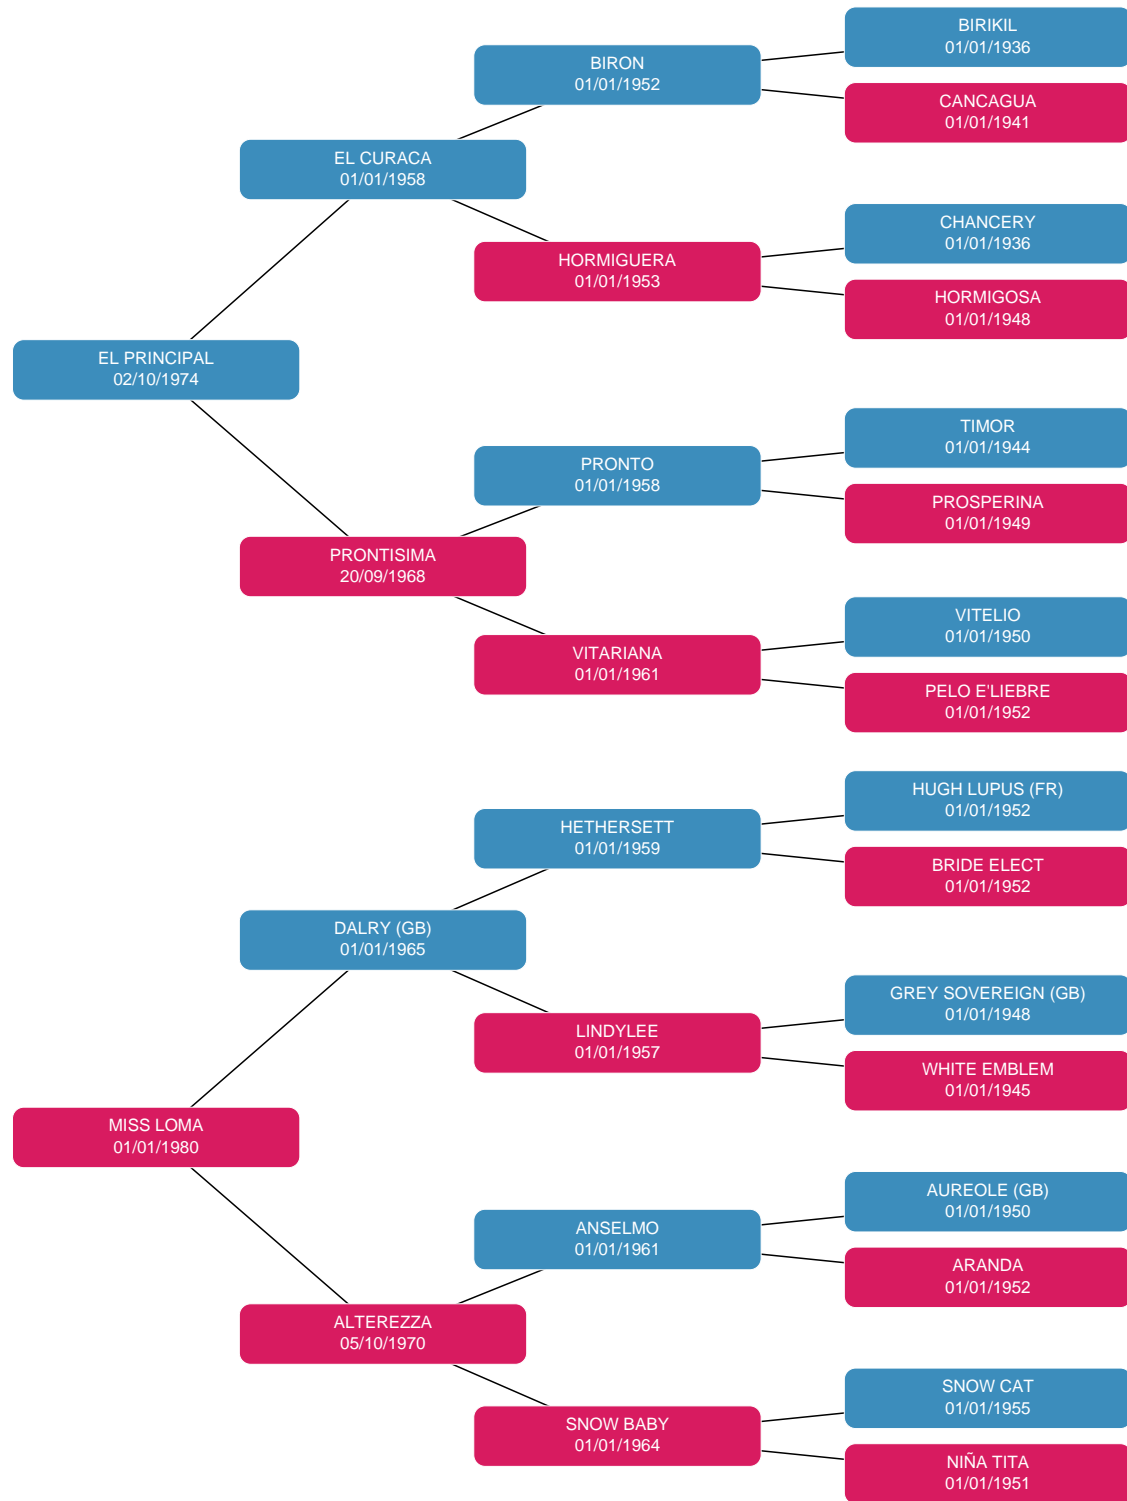 BIRIKIL
01/01/1936
BIRON
01/01/1952
CANCAGUA
01/01/1941
EL CURACA
01/01/1958
CHANCERY
01/01/1936
HORMIGUERA
01/01/1953
HORMIGOSA
01/01/1948
EL PRINCIPAL
02/10/1974
TIMOR
01/01/1944
PRONTO
01/01/1958
PROSPERINA
01/01/1949
PRONTISIMA
20/09/1968
VITELIO
01/01/1950
VITARIANA
01/01/1961
PELO E'LIEBRE
01/01/1952
HUGH LUPUS (FR)
01/01/1952
HETHERSETT
01/01/1959
BRIDE ELECT
01/01/1952
DALRY (GB)
01/01/1965
GREY SOVEREIGN (GB)
01/01/1948
LINDYLEE
01/01/1957
WHITE EMBLEM
01/01/1945
MISS LOMA
01/01/1980
AUREOLE (GB)
01/01/1950
ANSELMO
01/01/1961
ARANDA
01/01/1952
ALTEREZZA
05/10/1970
SNOW CAT
01/01/1955
SNOW BABY
01/01/1964
NIÑA TITA
01/01/1951